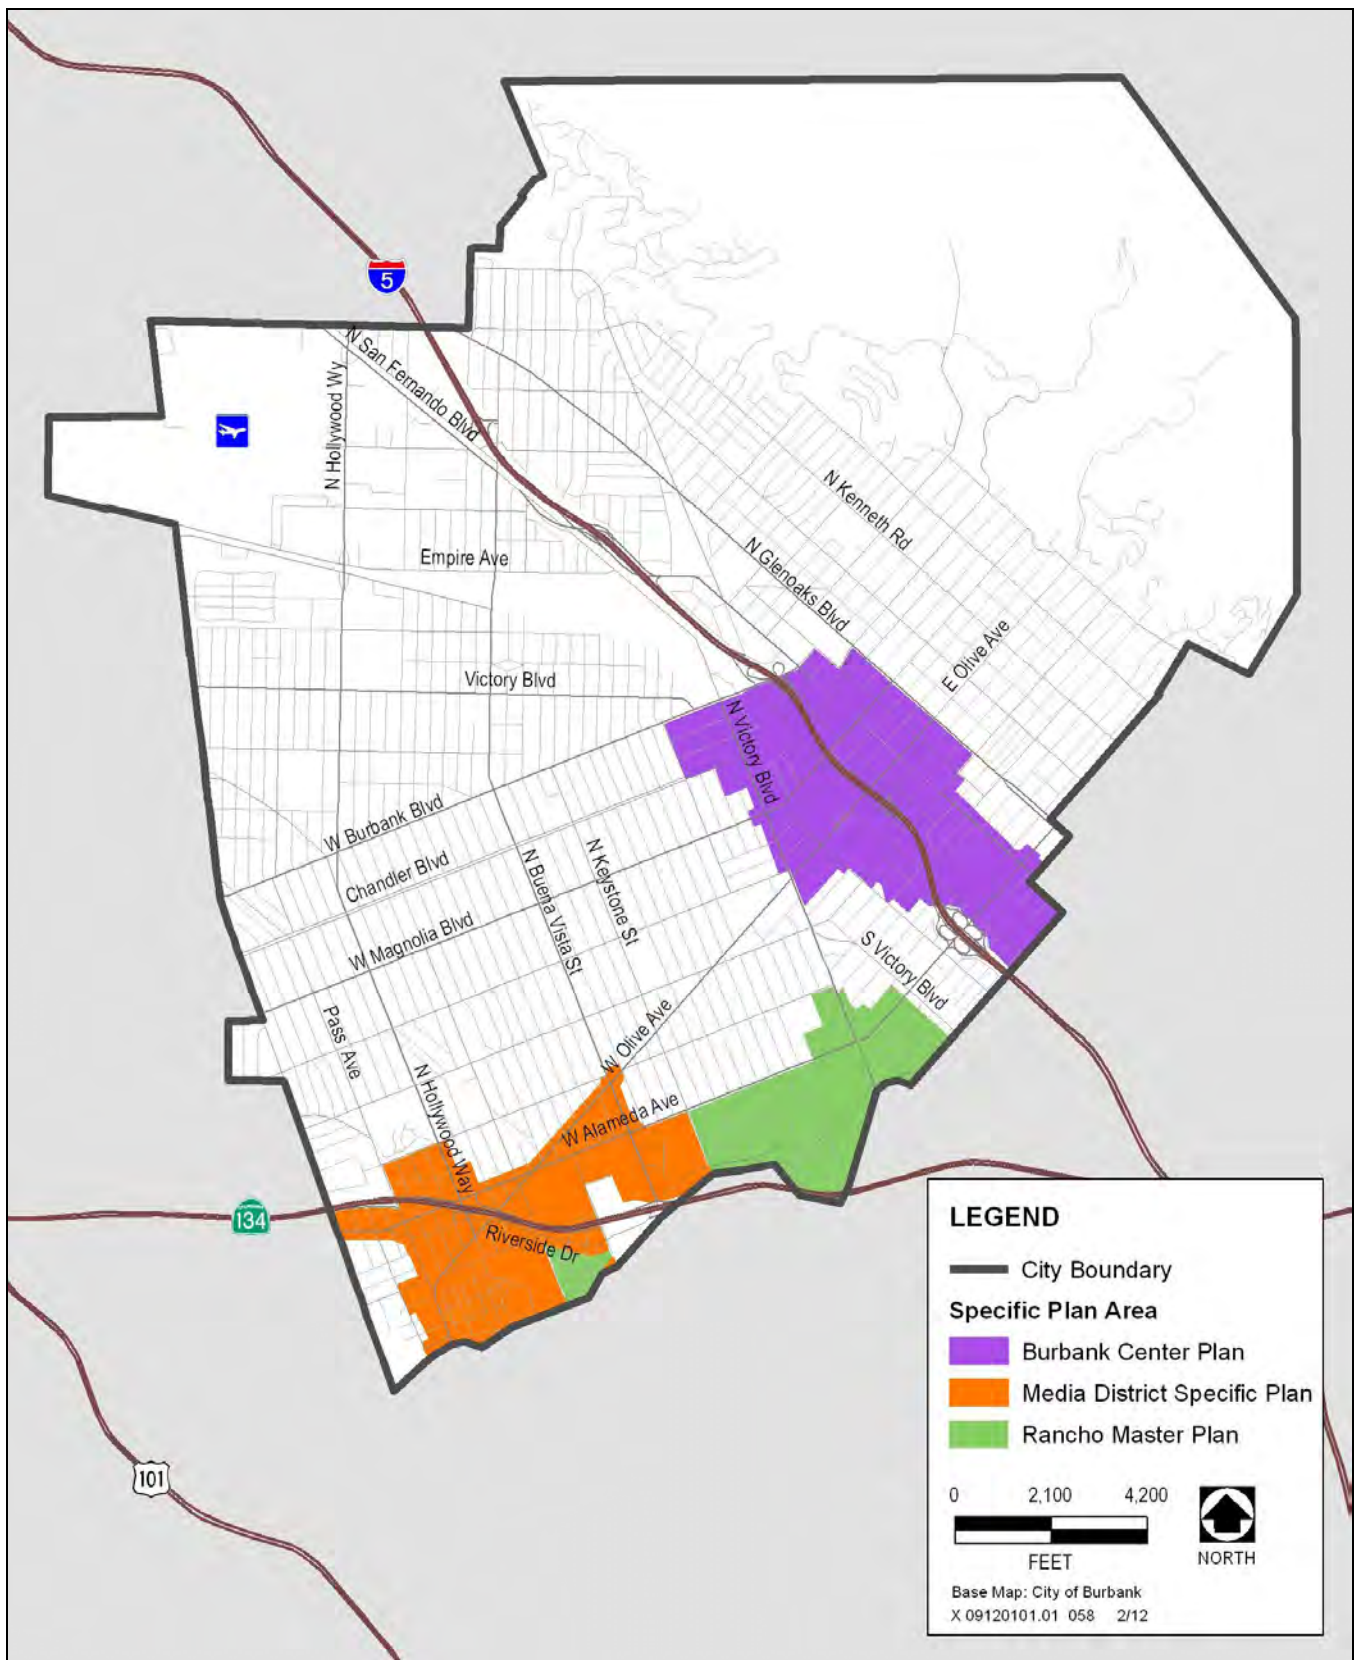 5
N San Fernando Blvd
N Hollywood Wy
N Kenneth Rd
N Glenoaks Blvd
Empire Ave
E Olive Ave
Victory Blvd
N Victory Blvd
W Burbank Blvd
Chandler Blvd
N Keystone St
N Buena Vista St
W Magnolia Blvd
S Victory Blvd
Pass Ave
W Olive Ave
N Hollywood Way
W Alameda Ave
134
Riverside Dr
101
LEGEND
City Boundary
Specific Plan Area
Burbank Center Plan
Media District Specific Plan
Rancho Master Plan
0 2,100 4,200
FEET
NORTH
Base Map: City of Burbank
X 09120101.01 058 2/12